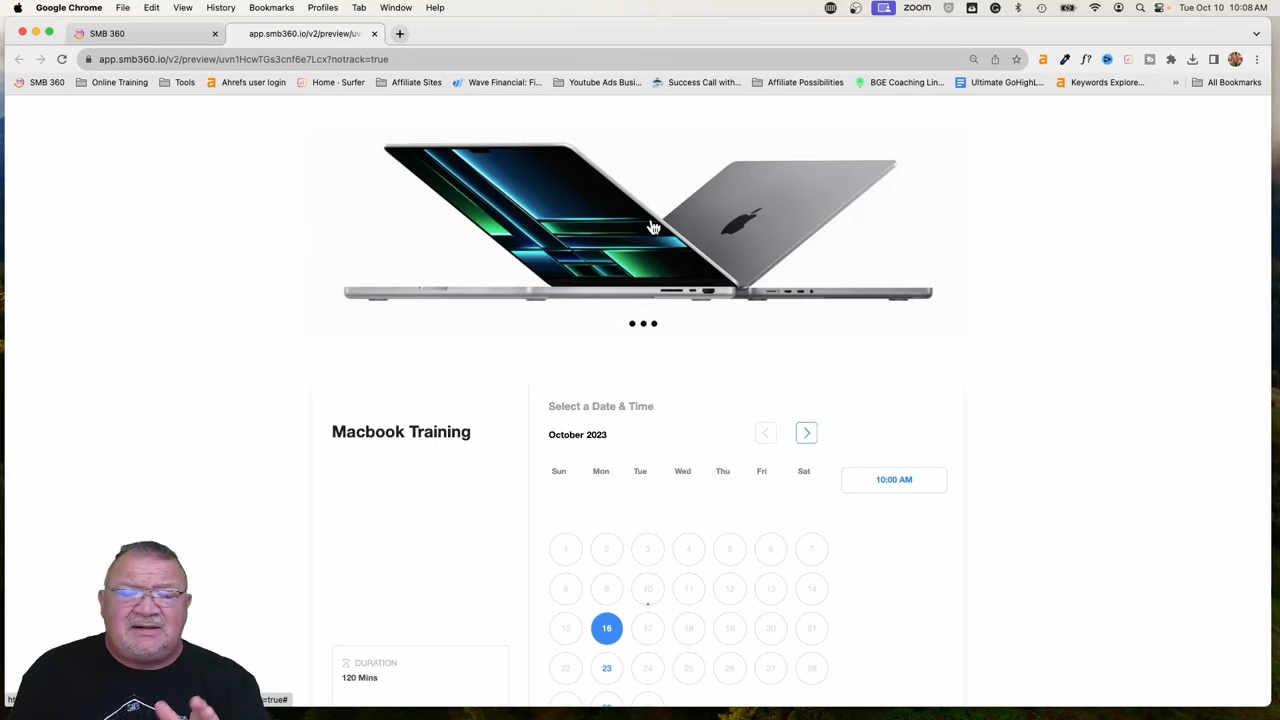 Google Chrome File Edit View History Bookmarks Profiles Tab Window Help zoom Tue Oct 10 10:08 AM
SMB 360 app.smb360.io/v2/preview/uv
app.smb360.io/v2/preview/uvn1HcwTGs3cnf6e7Lcx?notrack=true
SMB 360 Online Training Tools Ahrefs user login Home - Surfer Affiliate Sites Wave Financial: Fi... Youtube Ads Busi... Success Call with... Affiliate Possibilities BGE Coaching Lin... Ultimate GoHighL... Keywords Explore... » All Bookmarks
Select a Date & Time
Macbook Training
October 2023
Sun Mon Tue Wed Thu Fri Sat
10:00 AM
1 2 3 4 5 6 7
8 9 10 11 12 13 14
15 16 17 18 19 20 21
22 23 24 25 26 27 28
DURATION
120 Mins
=true#